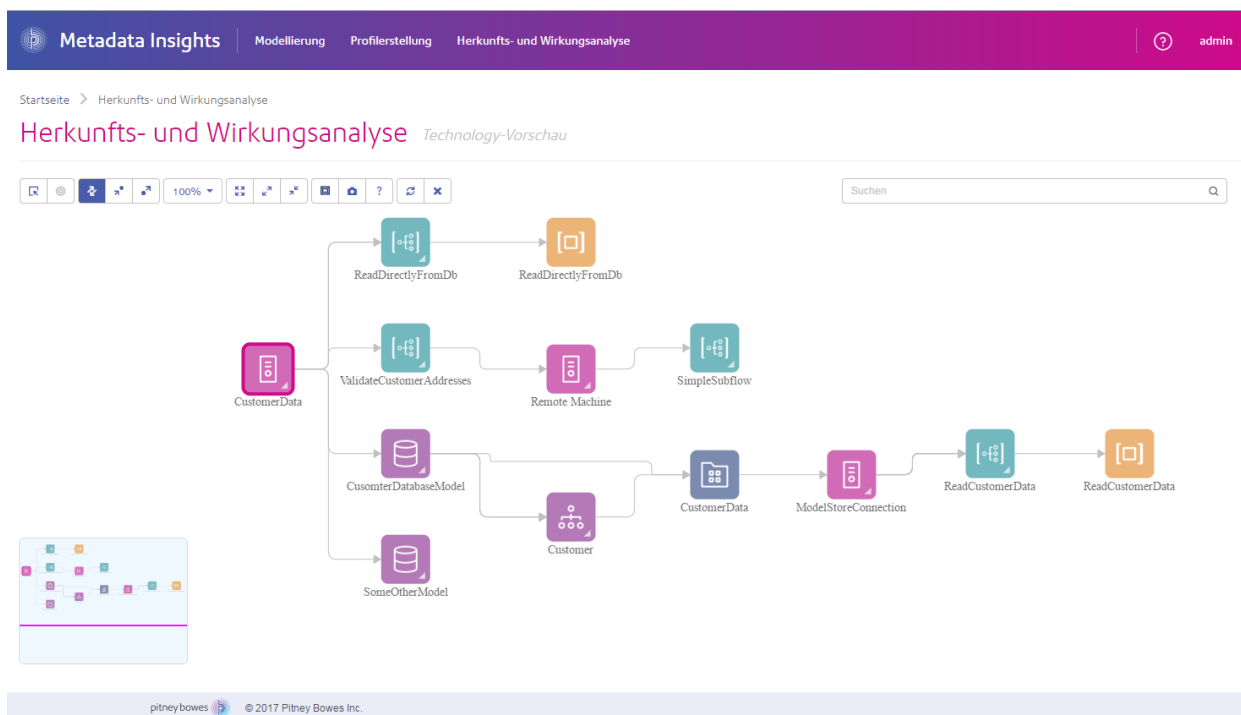 Metadata Insights Modellierung Profilerstellung Herkunfts- und Wirkungsanalyse ? admin
Startseite > Herkunfts- und Wirkungsanalyse
Herkunfts- und Wirkungsanalyse Technology-Vorschau
100% ? Suchen
ReadDirectlyFromDb ReadDirectlyFromDb
ValidateCustomerAddresses SimpleSubflow
CustomerData Remote Machine
CusomterDatabaseModel ReadCustomerData ReadCustomerData
CustomerData ModelStoreConnection
Customer
SomeOtherModel
pitney bowes © 2017 Pitney Bowes Inc.